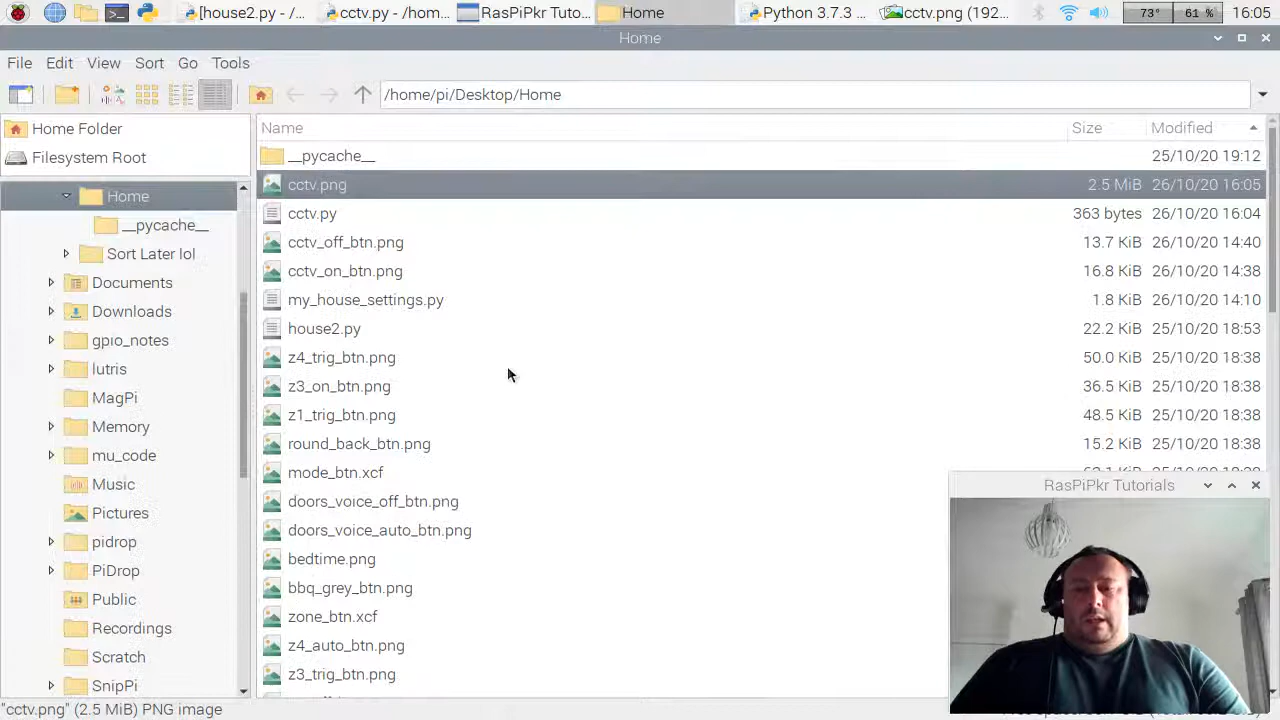 [house2.py - /...
cctv.py - /hom...
RasPiPkr Tuto...
Home
Python 3.7.3 ...
cctv.png (192...
73°
61 %
16:05
Home
File Edit View Sort Go Tools
/home/pi/Desktop/Home
Home Folder
Filesystem Root
Home
__pycache__
Sort Later lol
Documents
Downloads
gpio_notes
lutris
MagPi
Memory
mu_code
Music
Pictures
pidrop
PiDrop
Public
Recordings
Scratch
SnipPi
Name Size Modified
__pycache__ 25/10/20 19:12
cctv.png 2.5 MiB 26/10/20 16:05
cctv.py 363 bytes 26/10/20 16:04
cctv_off_btn.png 13.7 KiB 26/10/20 14:40
cctv_on_btn.png 16.8 KiB 26/10/20 14:38
my_house_settings.py 1.8 KiB 26/10/20 14:10
house2.py 22.2 KiB 25/10/20 18:53
z4_trig_btn.png 50.0 KiB 25/10/20 18:38
z3_on_btn.png 36.5 KiB 25/10/20 18:38
z1_trig_btn.png 48.5 KiB 25/10/20 18:38
round_back_btn.png 15.2 KiB 25/10/20 18:38
mode_btn.xcf
doors_voice_off_btn.png
doors_voice_auto_btn.png
bedtime.png
bbq_grey_btn.png
zone_btn.xcf
z4_auto_btn.png
z3_trig_btn.png
RasPiPkr Tutorials
"cctv.png" (2.5 MiB) PNG image